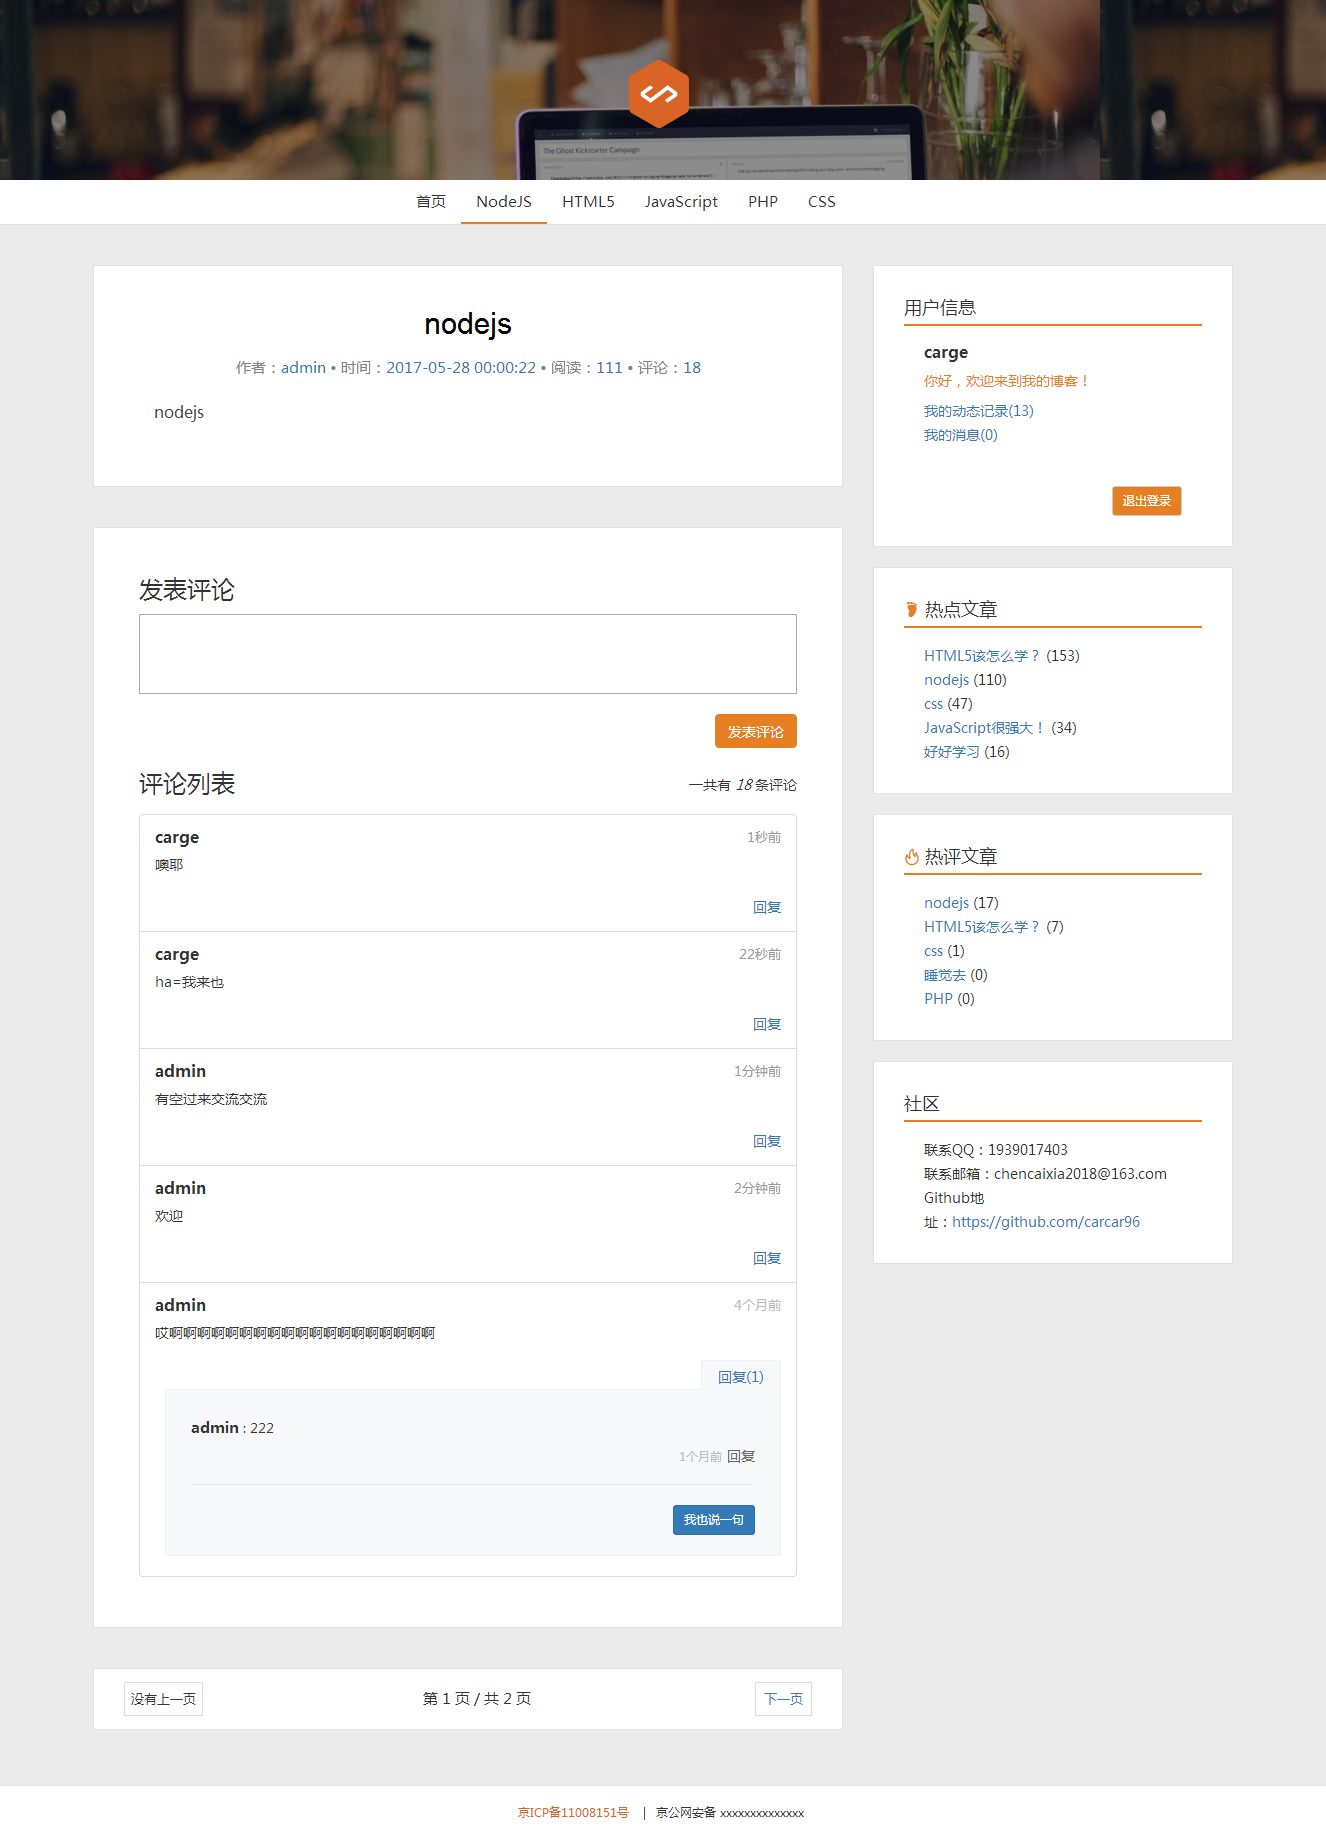 The Ghost Kickstarter Campaign
首页 NodeJS HTML5 JavaScript PHP CSS
nodejs
作者：admin • 时间：2017-05-28 00:00:22 • 阅读：111 • 评论：18
nodejs
发表评论
发表评论
评论列表 一共有 18 条评论
carge 1秒前
噢耶
回复
carge 22秒前
ha=我来也
回复
admin 1分钟前
有空过来交流交流
回复
admin 2分钟前
欢迎
回复
admin 4个月前
哎啊啊啊啊啊啊啊啊啊啊啊啊啊啊啊啊啊啊啊
回复(1)
admin : 222
1个月前 回复
我也说一句
没有上一页 第 1 页 / 共 2 页 下一页
用户信息
carge
你好，欢迎来到我的博客！
我的动态记录(13)
我的消息(0)
退出登录
热点文章
HTML5该怎么学？ (153)
nodejs (110)
css (47)
JavaScript很强大！ (34)
好好学习 (16)
热评文章
nodejs (17)
HTML5该怎么学？ (7)
css (1)
睡觉去 (0)
PHP (0)
社区
联系QQ：1939017403
联系邮箱：chencaixia2018@163.com
Github地
址：https://github.com/carcar96
京ICP备11008151号 | 京公网安备 xxxxxxxxxxxxxx